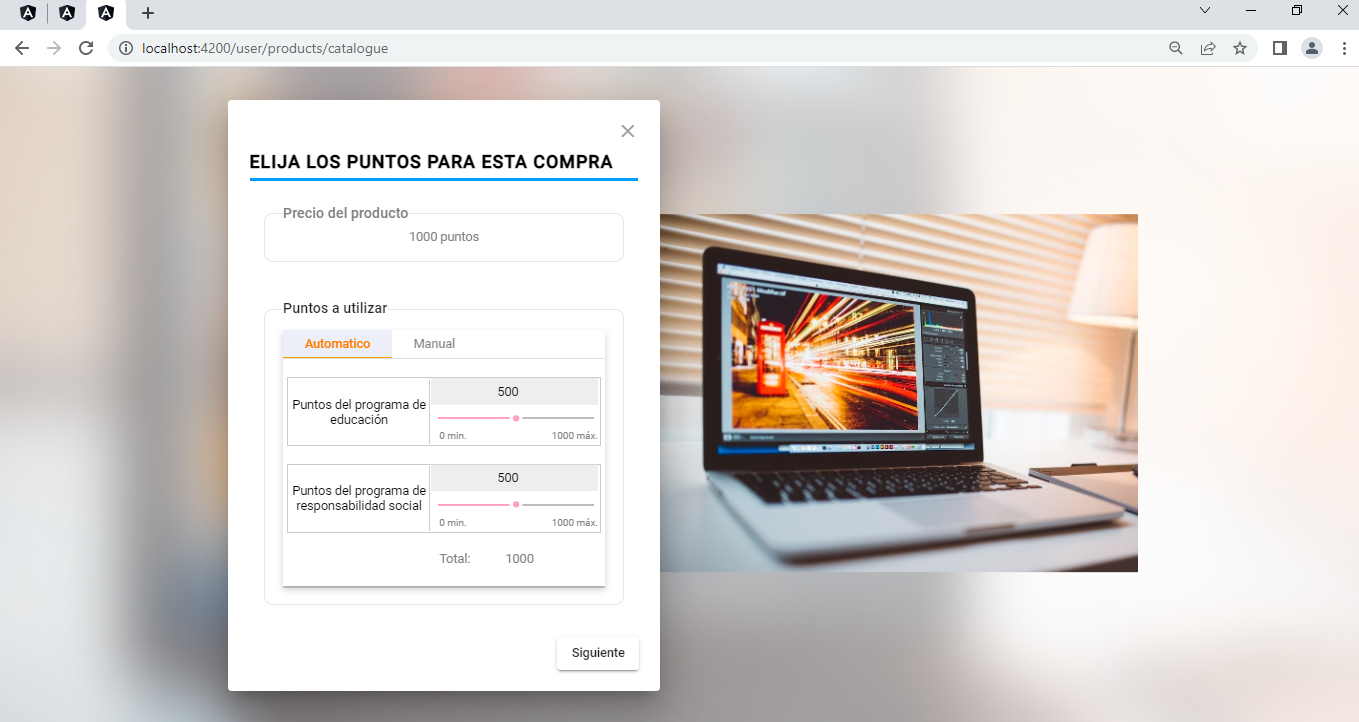 localhost:4200/user/products/catalogue
ELIJA LOS PUNTOS PARA ESTA COMPRA
Precio del producto
1000 puntos
Puntos a utilizar
Automatico
Manual
Puntos del programa de
educación
500
0 min.
1000 máx.
Puntos del programa de
responsabilidad social
500
0 min.
1000 máx.
Total:
1000
Siguiente